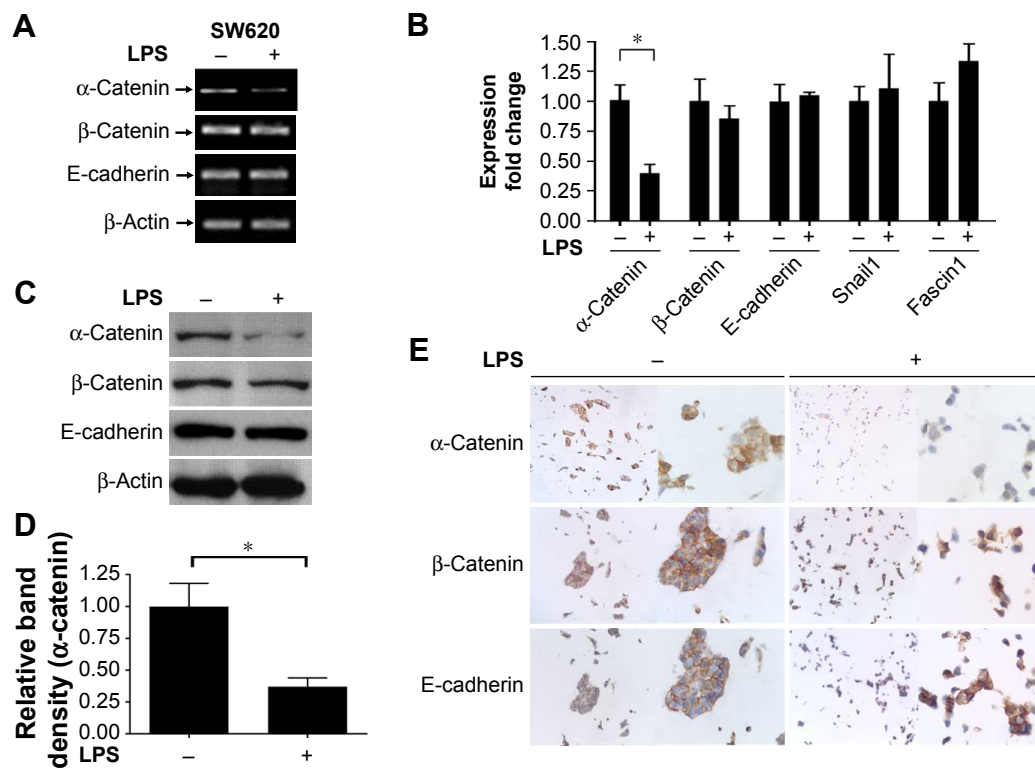 A
SW620
LPS
– +
α-Catenin
β-Catenin
E-cadherin
β-Actin
B
Expression
fold change
1.50
1.25
1.00
0.75
0.50
0.25
0.00
*
LPS
– + – + – + – + – +
α-Catenin
β-Catenin
E-cadherin
Snail1
Fascin1
C
LPS
– +
α-Catenin
β-Catenin
E-cadherin
β-Actin
D
Relative band
density (α-catenin)
1.25
1.00
0.75
0.50
0.25
0.00
*
LPS – +
E
LPS – +
α-Catenin
β-Catenin
E-cadherin